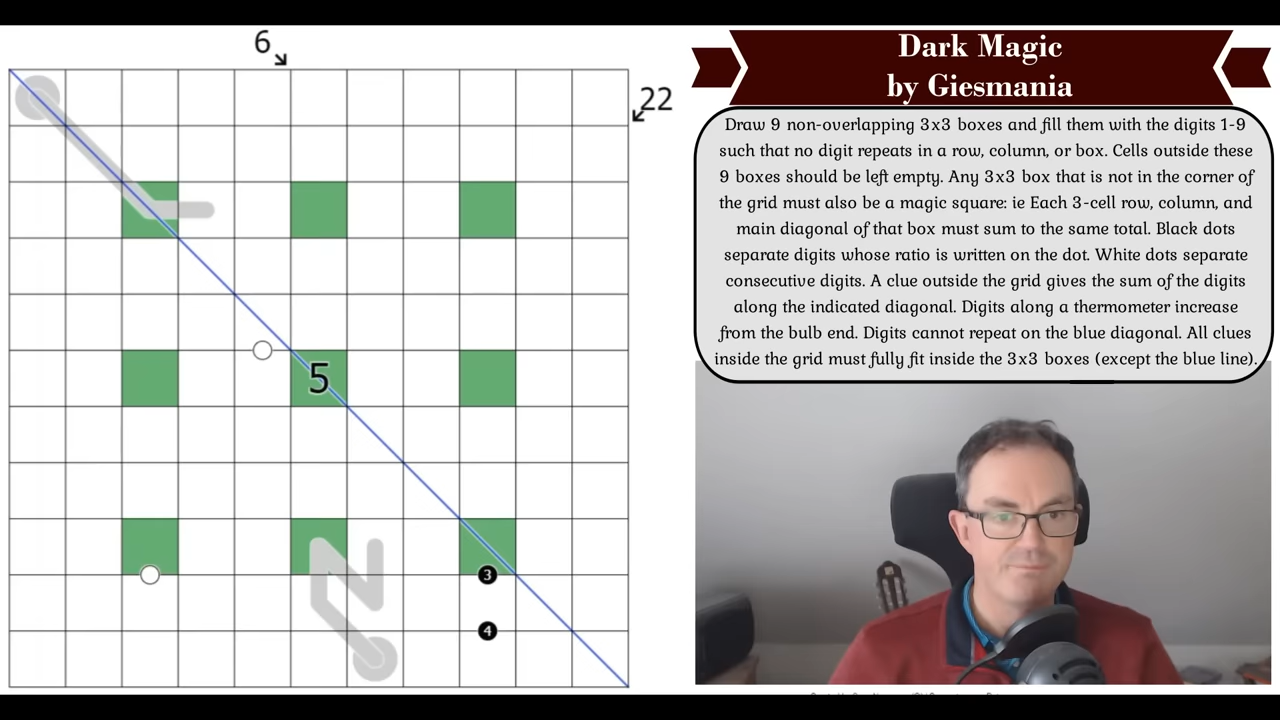 6
22
5
3
4
Dark Magic
by Giesmania
Draw 9 non-overlapping 3x3 boxes and fill them with the digits 1-9
such that no digit repeats in a row, column, or box. Cells outside these
9 boxes should be left empty. Any 3x3 box that is not in the corner of
the grid must also be a magic square: ie Each 3-cell row, column, and
main diagonal of that box must sum to the same total. Black dots
separate digits whose ratio is written on the dot. White dots separate
consecutive digits. A clue outside the grid gives the sum of the digits
along the indicated diagonal. Digits along a thermometer increase
from the bulb end. Digits cannot repeat on the blue diagonal. All clues
inside the grid must fully fit inside the 3x3 boxes (except the blue line).